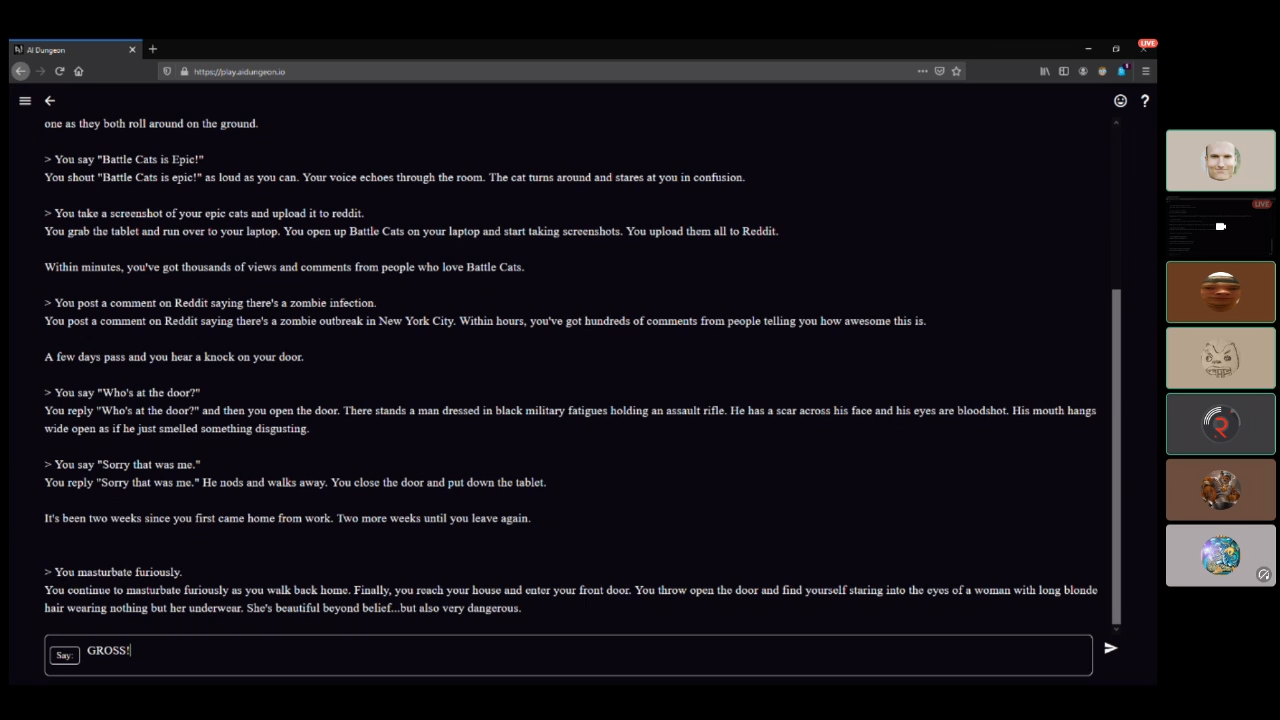 AI Dungeon
LIVE
https://play.aidungeon.io
one as they both roll around on the ground.
> You say "Battle Cats is Epic!"
You shout "Battle Cats is epic!" as loud as you can. Your voice echoes through the room. The cat turns around and stares at you in confusion.
> You take a screenshot of your epic cats and upload it to reddit.
You grab the tablet and run over to your laptop. You open up Battle Cats on your laptop and start taking screenshots. You upload them all to Reddit.
Within minutes, you've got thousands of views and comments from people who love Battle Cats.
> You post a comment on Reddit saying there's a zombie infection.
You post a comment on Reddit saying there's a zombie outbreak in New York City. Within hours, you've got hundreds of comments from people telling you how awesome this is.
A few days pass and you hear a knock on your door.
> You say "Who's at the door?"
You reply "Who's at the door?" and then you open the door. There stands a man dressed in black military fatigues holding an assault rifle. He has a scar across his face and his eyes are bloodshot. His mouth hangs
wide open as if he just smelled something disgusting.
> You say "Sorry that was me."
You reply "Sorry that was me." He nods and walks away. You close the door and put down the tablet.
It's been two weeks since you first came home from work. Two more weeks until you leave again.
> You masturbate furiously.
You continue to masturbate furiously as you walk back home. Finally, you reach your house and enter your front door. You throw open the door and find yourself staring into the eyes of a woman with long blonde
hair wearing nothing but her underwear. She's beautiful beyond belief...but also very dangerous.
Say: GROSS!
LIVE